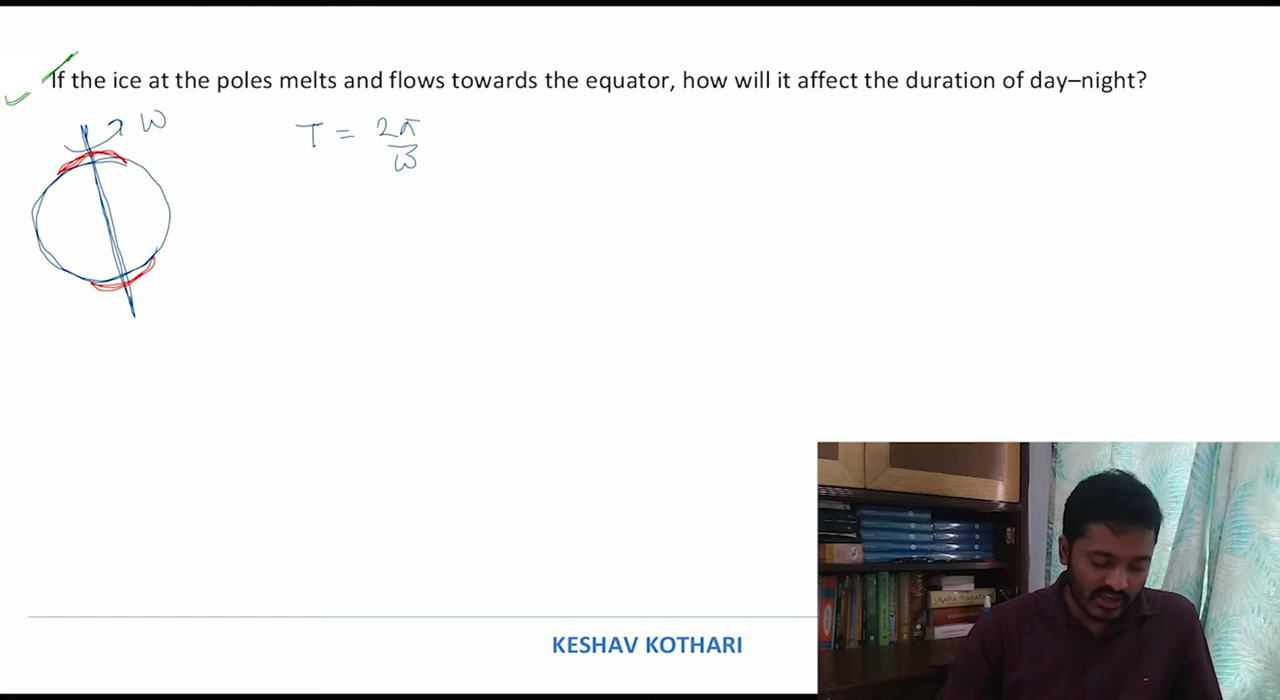 If the ice at the poles melts and flows towards the equator, how will it affect the duration of day–night?
ω
T = 2π/ω
KESHAV KOTHARI